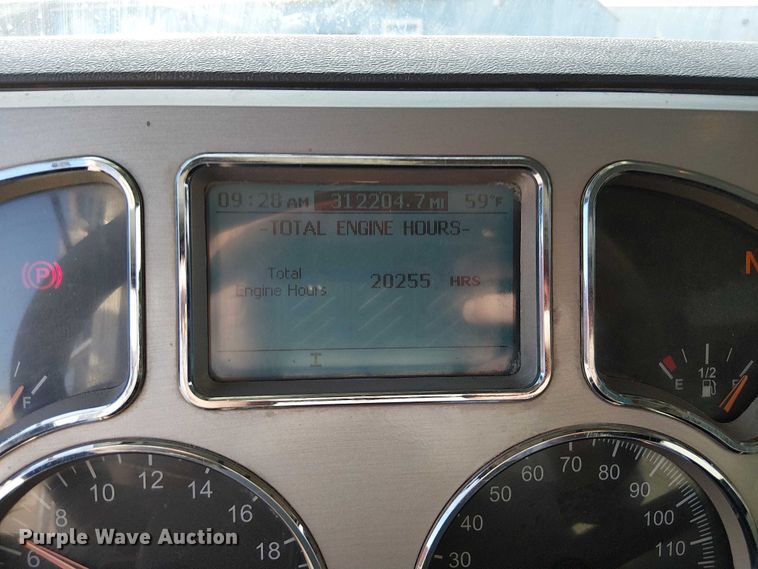 09:28 AM 312204.7 MI 59°F
-TOTAL ENGINE HOURS-
Total
Engine Hours 20255 HRS
P
N
F
E 1/2 F
10 12 14
8 16
6 18
50 60 70 80 90
40 100
30 110
Purple Wave Auction